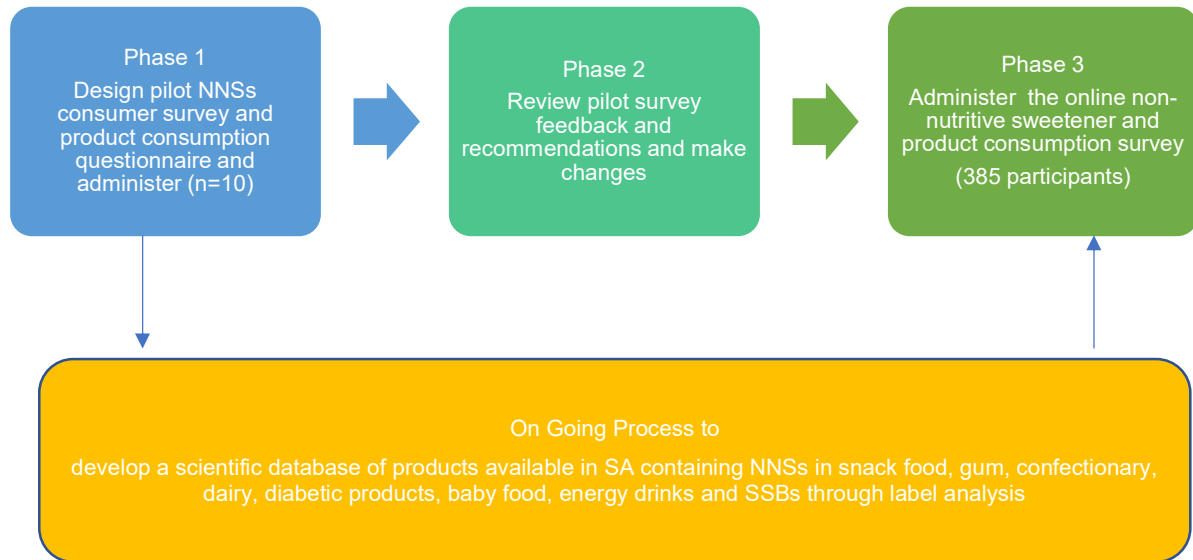 Phase 1
Design pilot NNSs
consumer survey and
product consumption
questionnaire and
administer (n=10)
Phase 2
Review pilot survey
feedback and
recommendations and make
changes
Phase 3
Administer  the online non-
nutritive sweetener and
product consumption survey
(385 participants)
On Going Process to
develop a scientific database of products available in SA containing NNSs in snack food, gum, confectionary,
dairy, diabetic products, baby food, energy drinks and SSBs through label analysis